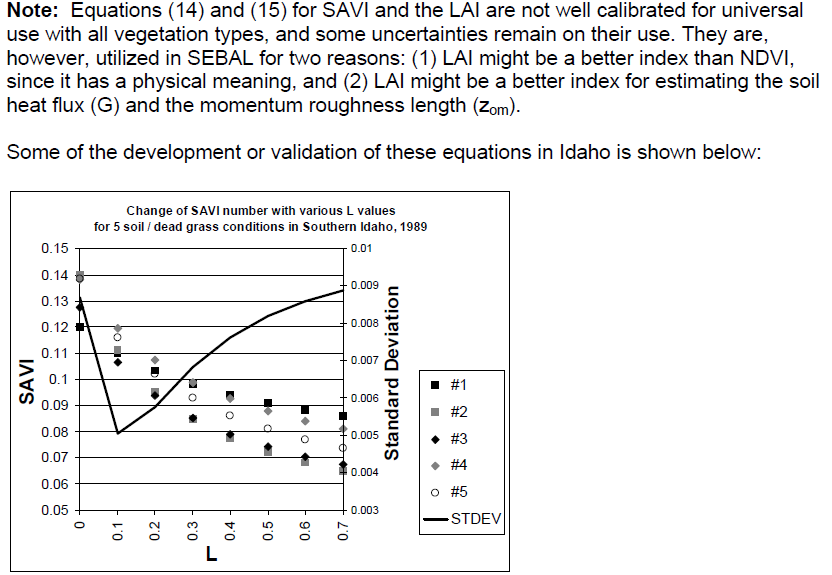 Note: Equations (14) and (15) for SAVI and the LAI are not well calibrated for universal
use with all vegetation types, and some uncertainties remain on their use. They are,
however, utilized in SEBAL for two reasons: (1) LAI might be a better index than NDVI,
since it has a physical meaning, and (2) LAI might be a better index for estimating the soil
heat flux (G) and the momentum roughness length (zom).
Some of the development or validation of these equations in Idaho is shown below:
Change of SAVI number with various L values
for 5 soil / dead grass conditions in Southern Idaho, 1989
SAVI
0.15
0.14
0.13
0.12
0.11
0.1
0.09
0.08
0.07
0.06
0.05
0
0.1
0.2
0.3
0.4
0.5
0.6
0.7
L
0.01
0.009
0.008
0.007
0.006
0.005
0.004
0.003
Standard Deviation
#1
#2
#3
#4
#5
STDEV